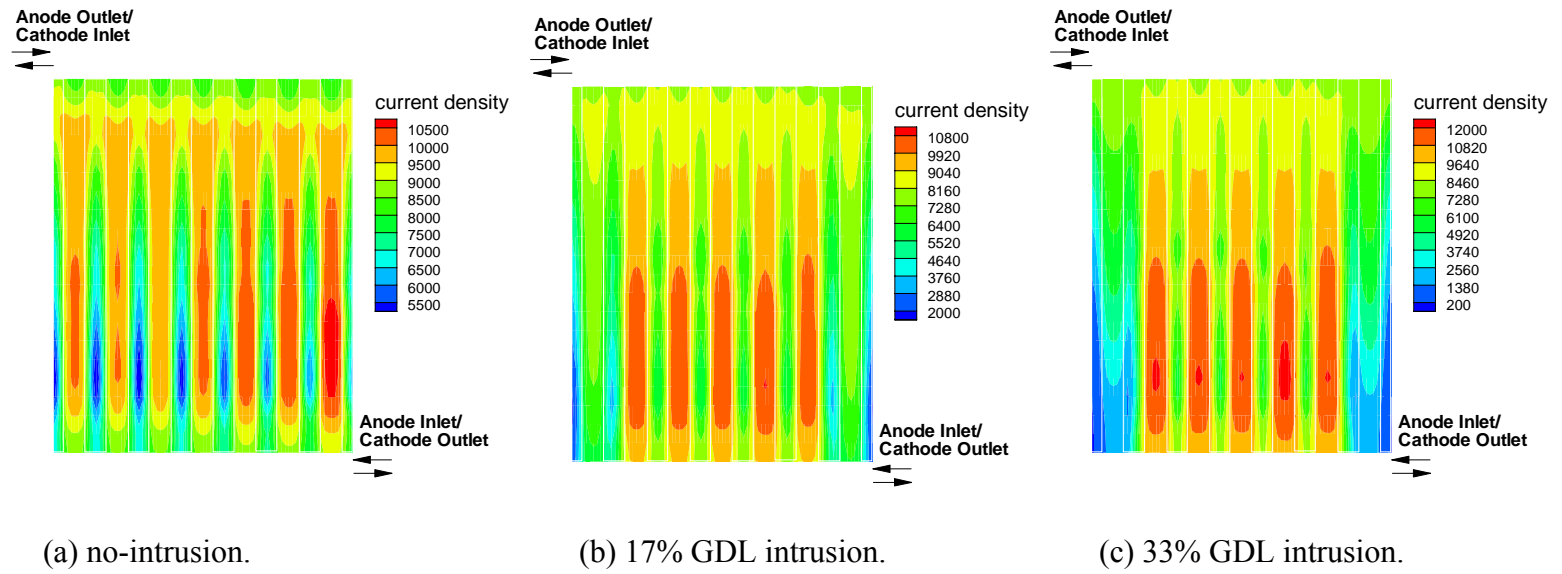 Anode Outlet/
Cathode Inlet
current density
10500
10000
9500
9000
8500
8000
7500
7000
6500
6000
5500
Anode Inlet/
Cathode Outlet
(a) no-intrusion.
Anode Outlet/
Cathode Inlet
current density
10800
9920
9040
8160
7280
6400
5520
4640
3760
2880
2000
Anode Inlet/
Cathode Outlet
(b) 17% GDL intrusion.
Anode Outlet/
Cathode Inlet
current density
12000
10820
9640
8460
7280
6100
4920
3740
2560
1380
200
Anode Inlet/
Cathode Outlet
(c) 33% GDL intrusion.